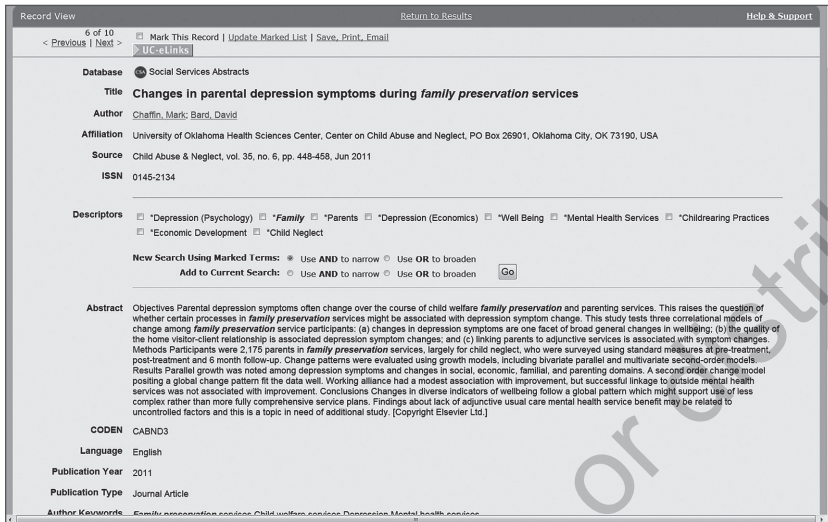 Record View Return to Results Help & Support
6 of 10 Mark This Record | Update Marked List | Save, Print, Email
< Previous | Next > UC-eLinks
Database CSA Social Services Abstracts
Title Changes in parental depression symptoms during family preservation services
Author Chaffin, Mark; Bard, David
Affiliation University of Oklahoma Health Sciences Center, Center on Child Abuse and Neglect, PO Box 26901, Oklahoma City, OK 73190, USA
Source Child Abuse & Neglect, vol. 35, no. 6, pp. 448-458, Jun 2011
ISSN 0145-2134
Descriptors *Depression (Psychology) *Family *Parents *Depression (Economics) *Well Being *Mental Health Services *Childrearing Practices
*Economic Development *Child Neglect
New Search Using Marked Terms: Use AND to narrow Use OR to broaden
Add to Current Search: Use AND to narrow Use OR to broaden Go
Abstract Objectives Parental depression symptoms often change over the course of child welfare family preservation and parenting services. This raises the question of
whether certain processes in family preservation services might be associated with depression symptom change. This study tests three correlational models of
change among family preservation service participants: (a) changes in depression symptoms are one facet of broad general changes in wellbeing; (b) the quality of
the home visitor-client relationship is associated depression symptom changes; and (c) linking parents to adjunctive services is associated with symptom changes.
Methods Participants were 2,175 parents in family preservation services, largely for child neglect, who were surveyed using standard measures at pre-treatment,
post-treatment and 6 month follow-up. Change patterns were evaluated using growth models, including bivariate parallel and multivariate second-order models.
Results Parallel growth was noted among depression symptoms and changes in social, economic, familial, and parenting domains. A second order change model
positing a global change pattern fit the data well. Working alliance had a modest association with improvement, but successful linkage to outside mental health
services was not associated with improvement. Conclusions Changes in diverse indicators of wellbeing follow a global pattern which might support use of less
complex rather than more fully comprehensive service plans. Findings about lack of adjunctive usual care mental health service benefit may be related to
uncontrolled factors and this is a topic in need of additional study. [Copyright Elsevier Ltd.]
CODEN CABND3
Language English
Publication Year 2011
Publication Type Journal Article
Author Keywords Family preservation services Child welfare services Depression Mental health services
or distri